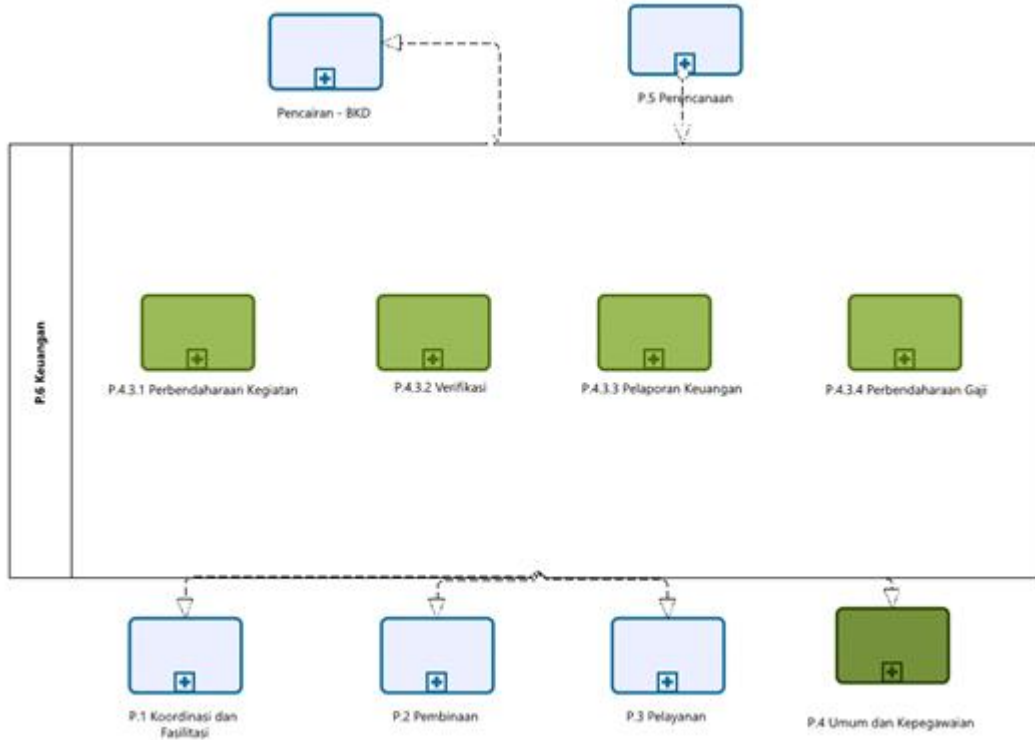 Pencairan - BKD
P.5 Perencanaan
P.6 Keuangan
P.4.3.1 Perbendaharaan Kegiatan
P.4.3.2 Verifikasi
P.4.3.3 Pelaporan Keuangan
P.4.3.4 Perbendaharaan Gaji
P.1 Koordinasi dan
Fasilitasi
P.2 Pembinaan
P.3 Pelayanan
P.4 Umum dan Kepegawaian